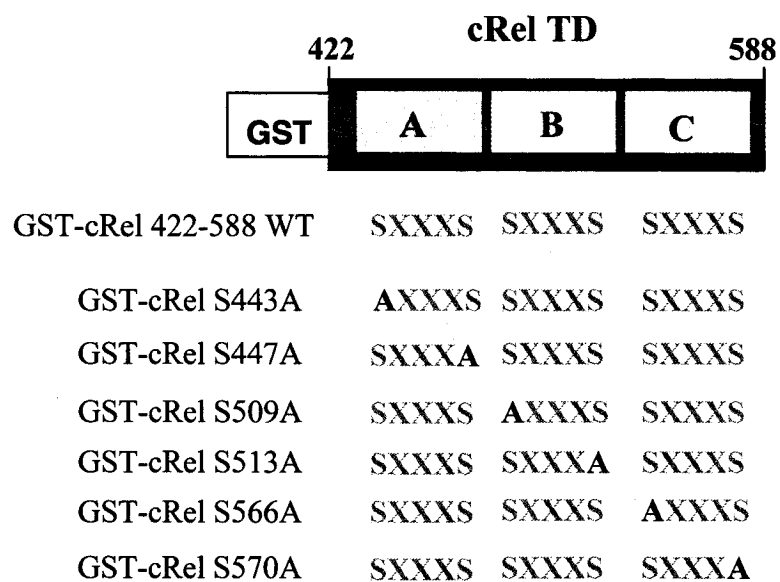 cRel TD
422 588
GST A B C
GST-cRel 422-588 WT SXXXS SXXXS SXXXS
GST-cRel S443A AXXXS SXXXS SXXXS
GST-cRel S447A SXXXA SXXXS SXXXS
GST-cRel S509A SXXXS AXXXS SXXXS
GST-cRel S513A SXXXS SXXXA SXXXS
GST-cRel S566A SXXXS SXXXS AXXXS
GST-cRel S570A SXXXS SXXXS SXXXA